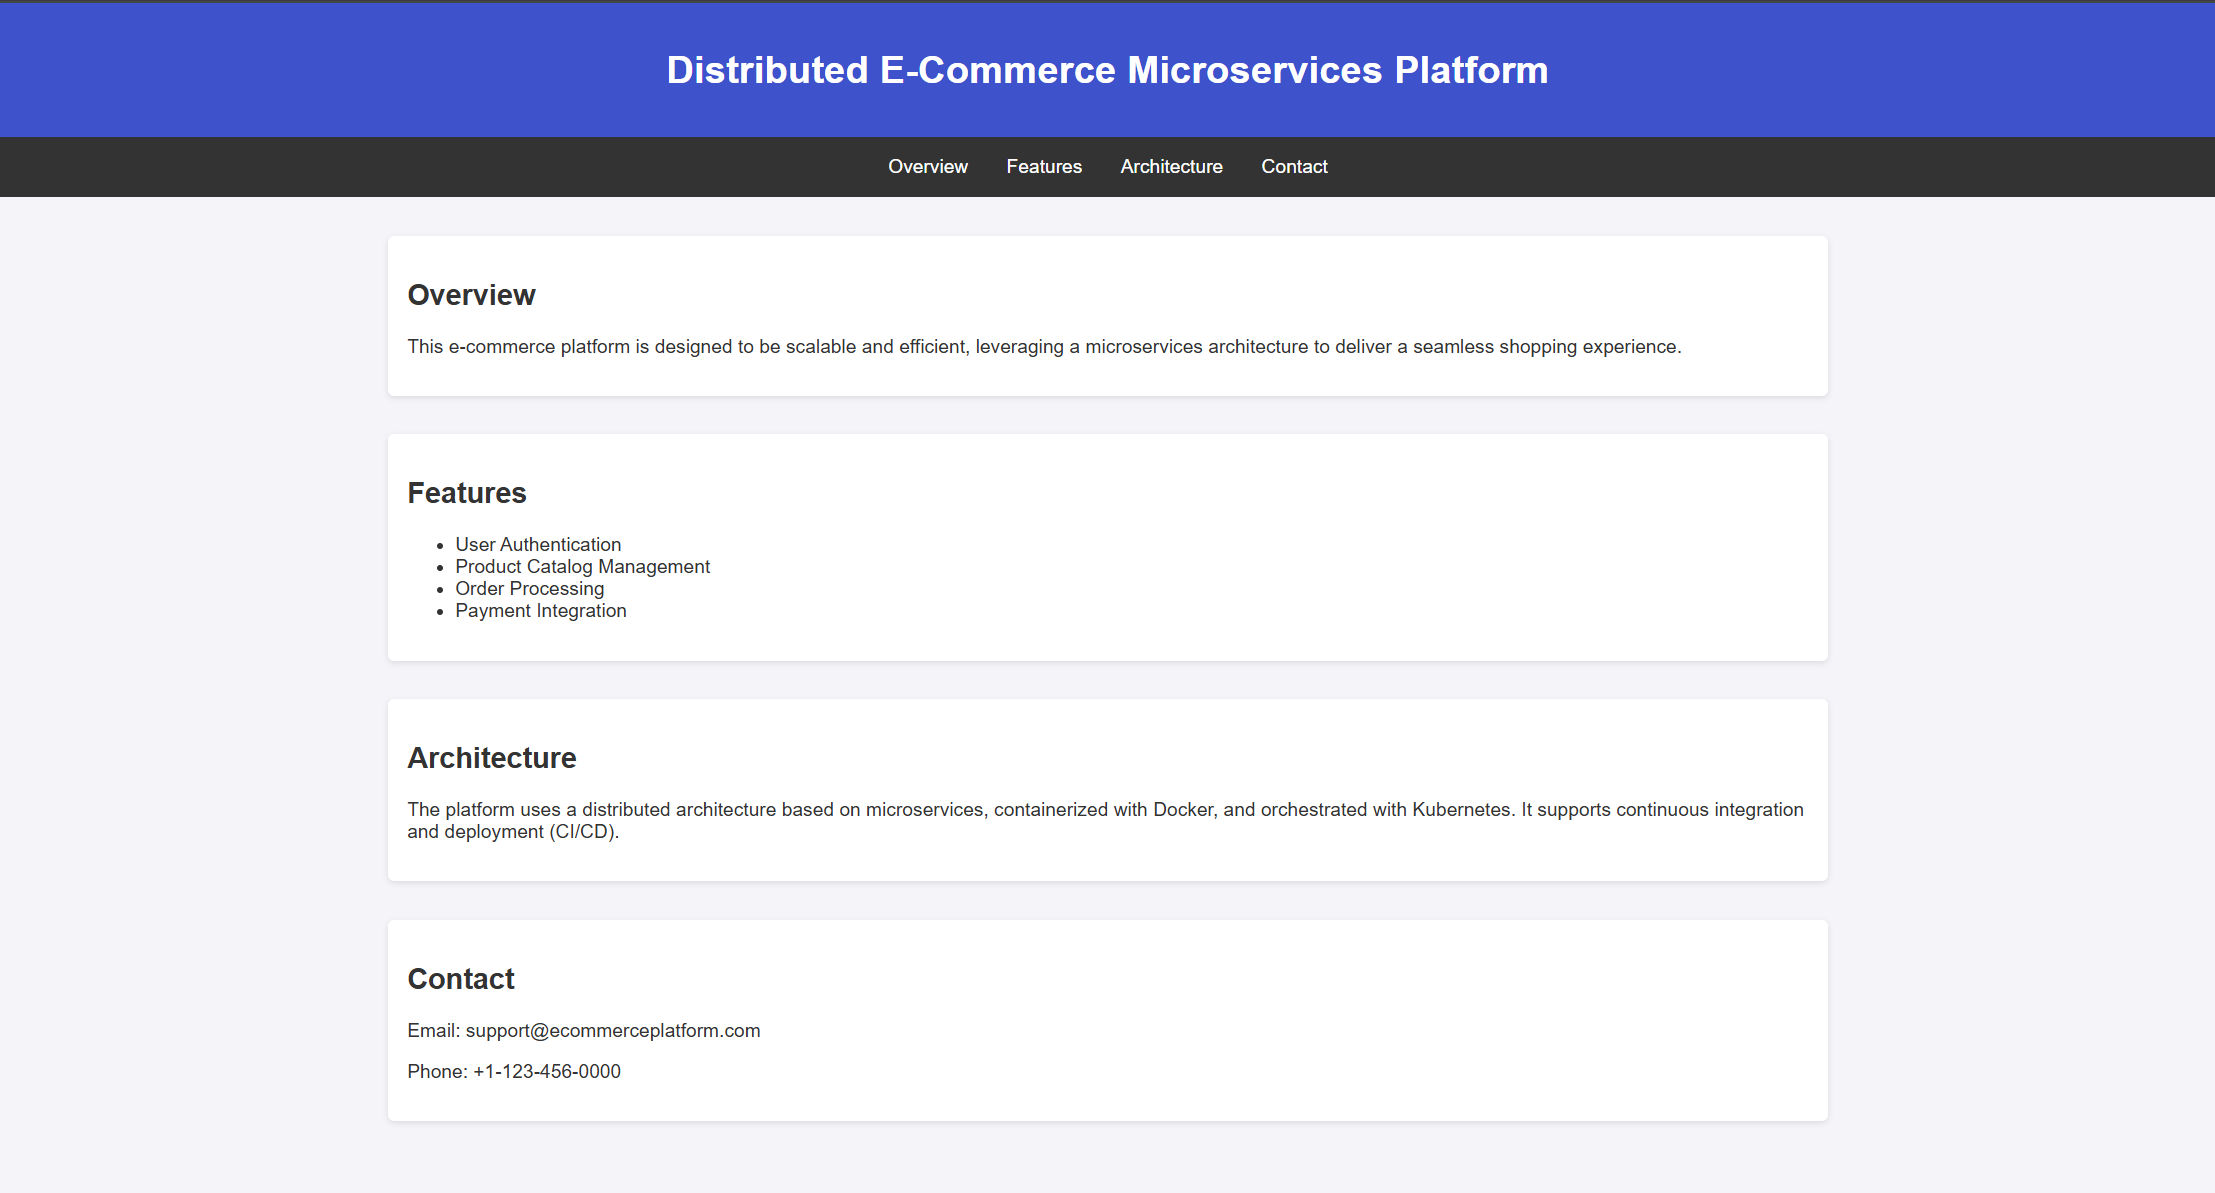 Distributed E-Commerce Microservices Platform
Overview Features Architecture Contact
Overview
This e-commerce platform is designed to be scalable and efficient, leveraging a microservices architecture to deliver a seamless shopping experience.
Features
• User Authentication
• Product Catalog Management
• Order Processing
• Payment Integration
Architecture
The platform uses a distributed architecture based on microservices, containerized with Docker, and orchestrated with Kubernetes. It supports continuous integration
and deployment (CI/CD).
Contact
Email: support@ecommerceplatform.com
Phone: +1-123-456-0000